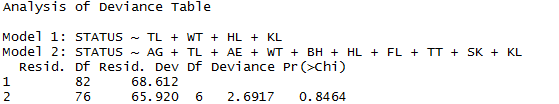 Analysis of Deviance Table
Model 1: STATUS ~ TL + WT + HL + KL
Model 2: STATUS ~ AG + TL + AE + WT + BH + HL + FL + TT + SK + KL
Resid. Df Resid. Dev Df Deviance Pr(>Chi)
1 82 68.612
2 76 65.920 6 2.6917 0.8464